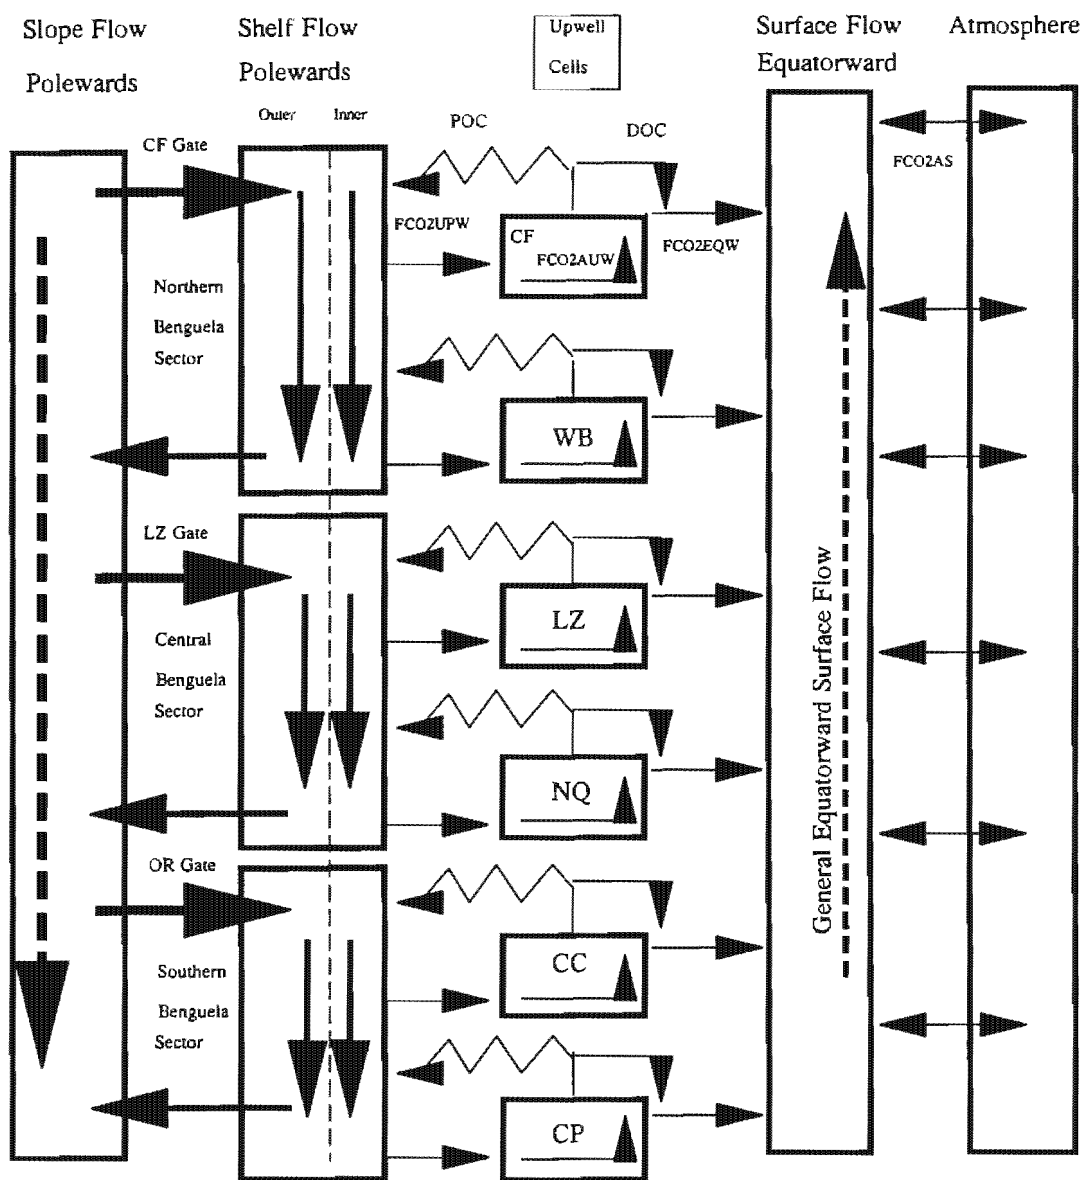 Slope Flow
Polewards
Shelf Flow
Polewards
Outer
Inner
Upwell
Cells
Surface Flow
Equatorward
Atmosphere
CF Gate
POC
DOC
FCO2AS
FCO2UPW
CF
FCO2AUW
FCO2EQW
Northern
Benguela
Sector
WB
LZ Gate
LZ
Central
Benguela
Sector
NQ
OR Gate
CC
Southern
Benguela
Sector
CP
General Equatorward Surface Flow